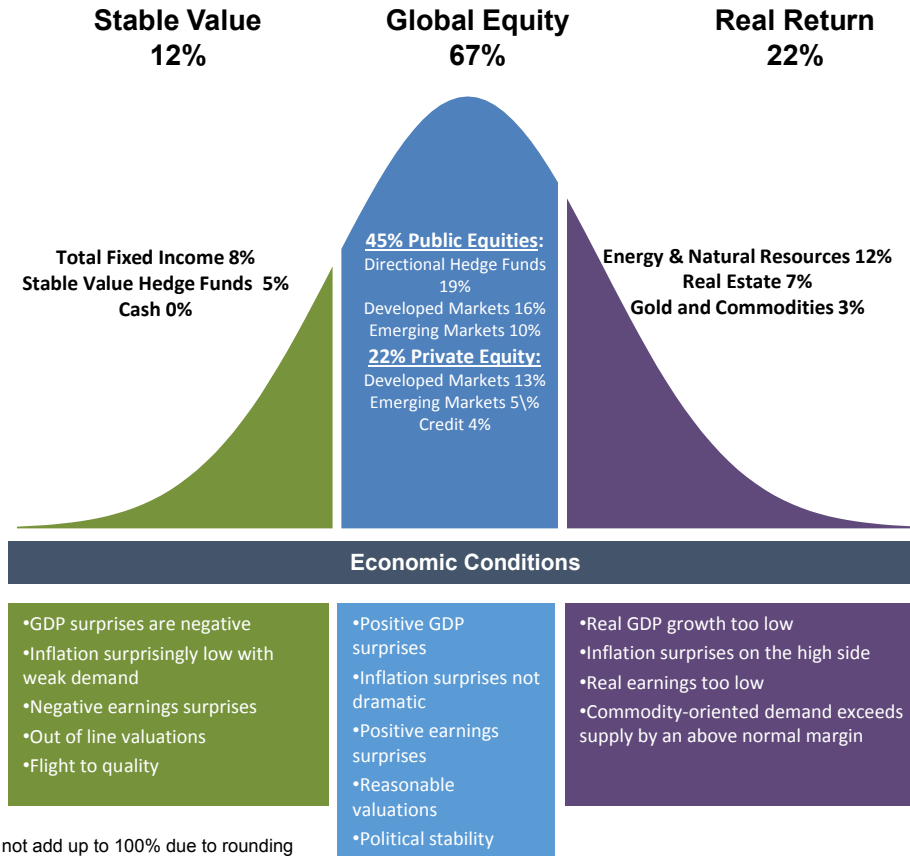 Stable Value
12%
Global Equity
67%
Real Return
22%
Total Fixed Income 8%
Stable Value Hedge Funds 5%
Cash 0%
45% Public Equities:
Directional Hedge Funds
19%
Developed Markets 16%
Emerging Markets 10%
22% Private Equity:
Developed Markets 13%
Emerging Markets 5\%
Credit 4%
Energy & Natural Resources 12%
Real Estate 7%
Gold and Commodities 3%
Economic Conditions
•GDP surprises are negative
•Inflation surprisingly low with
weak demand
•Negative earnings surprises
•Out of line valuations
•Flight to quality
•Positive GDP
surprises
•Inflation surprises not
dramatic
•Positive earnings
surprises
•Reasonable
valuations
•Political stability
•Real GDP growth too low
•Inflation surprises on the high side
•Real earnings too low
•Commodity-oriented demand exceeds
supply by an above normal margin
not add up to 100% due to rounding